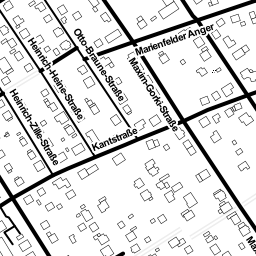 Marienfelder Anger
Otto-Braune-Straße
Heinrich-Heine-Straße
Maxim-Gorki-Straße
Heinrich-Zille-Straße
Kantstraße